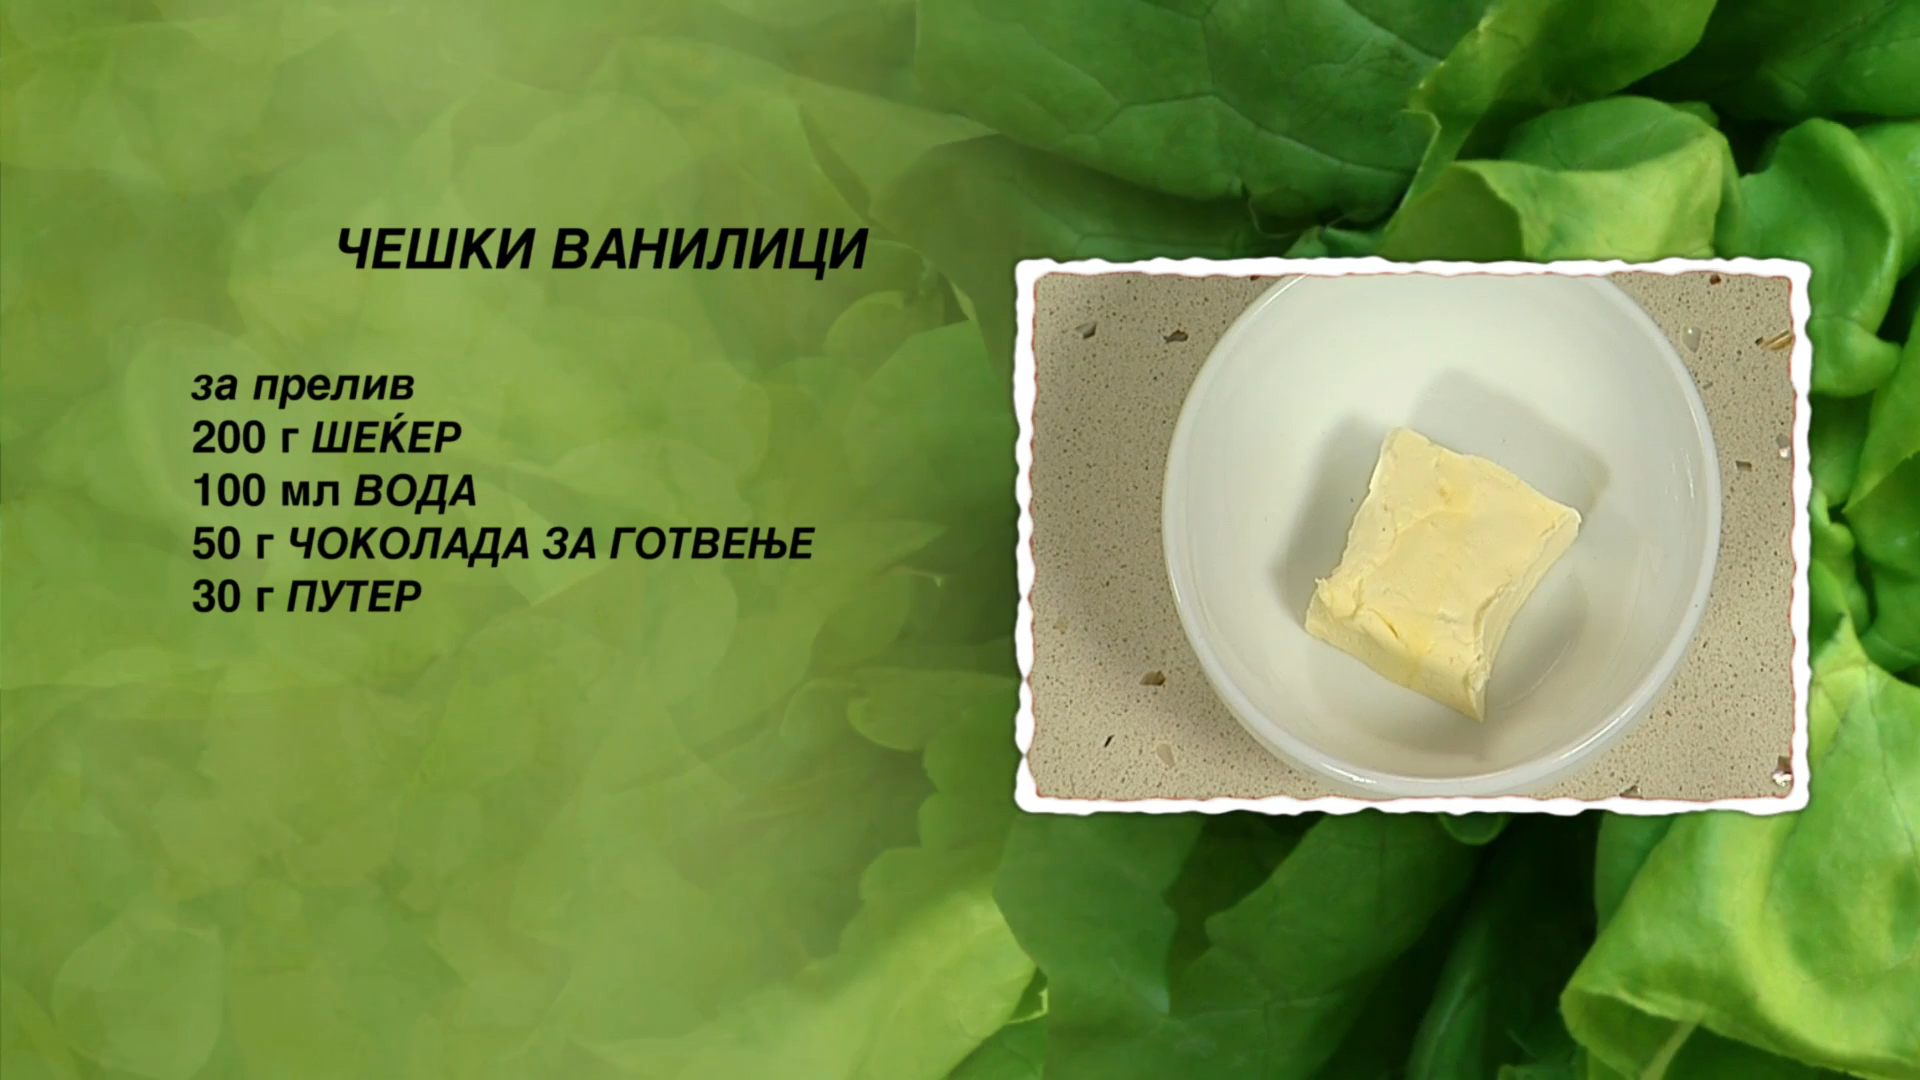 ЧЕШКИ ВАНИЛИЦИ
за прелив
200 г ШЕЌЕР
100 мл ВОДА
50 г ЧОКОЛАДА ЗА ГОТВЕЊЕ
30 г ПУТЕР